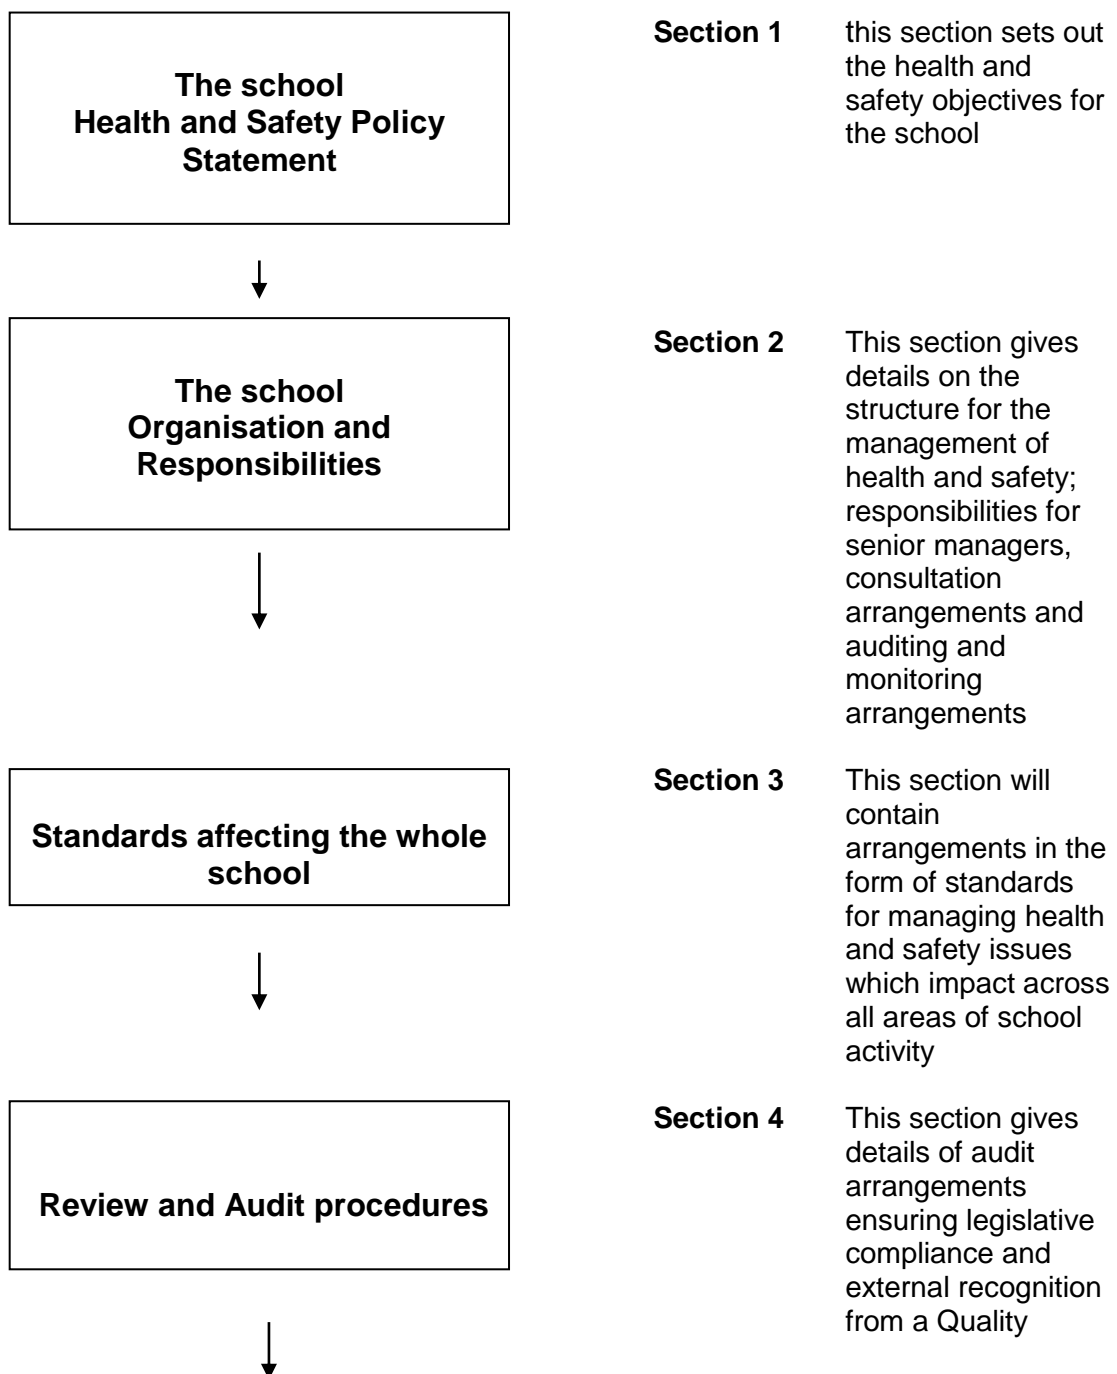 The school
Health and Safety Policy
Statement
Section 1
this section sets out
the health and
safety objectives for
the school
The school
Organisation and
Responsibilities
Section 2
This section gives
details on the
structure for the
management of
health and safety;
responsibilities for
senior managers,
consultation
arrangements and
auditing and
monitoring
arrangements
Standards affecting the whole
school
Section 3
This section will
contain
arrangements in the
form of standards
for managing health
and safety issues
which impact across
all areas of school
activity
Review and Audit procedures
Section 4
This section gives
details of audit
arrangements
ensuring legislative
compliance and
external recognition
from a Quality